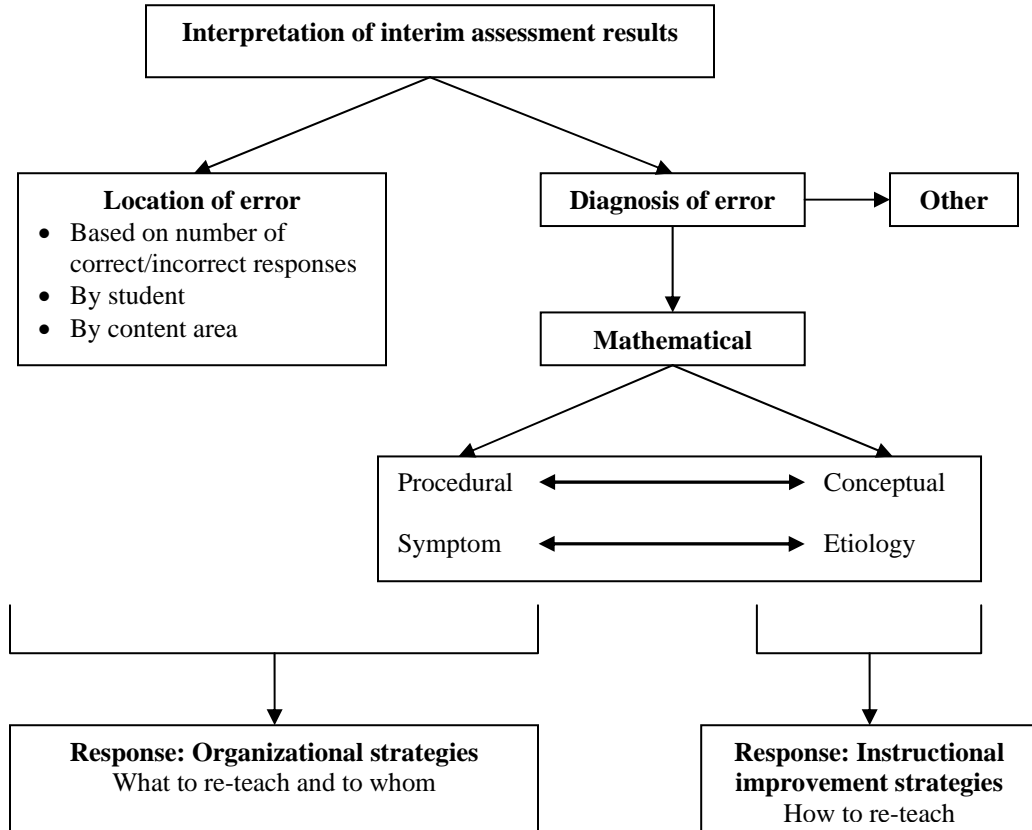 Interpretation of interim assessment results
Location of error
• Based on number of
correct/incorrect responses
• By student
• By content area
Diagnosis of error
Other
Mathematical
Procedural Conceptual
Symptom Etiology
Response: Organizational strategies
What to re-teach and to whom
Response: Instructional
improvement strategies
How to re-teach